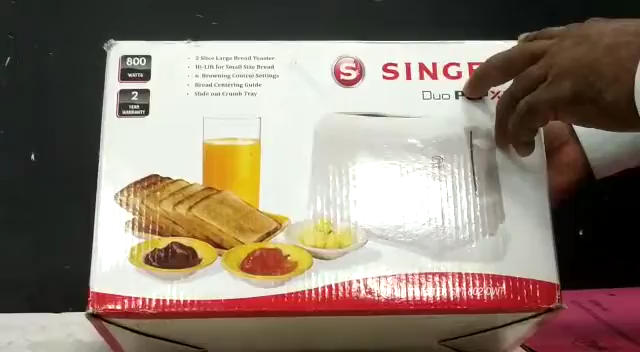 800
WATTS
2
YEAR
WARRANTY
• 2 Slice Large Bread Toaster
• Hi-Lift for Small Size Bread
• 6 Browning Control Settings
• Bread Centering Guide
• Slide out Crumb Tray
S SINGE
Duo